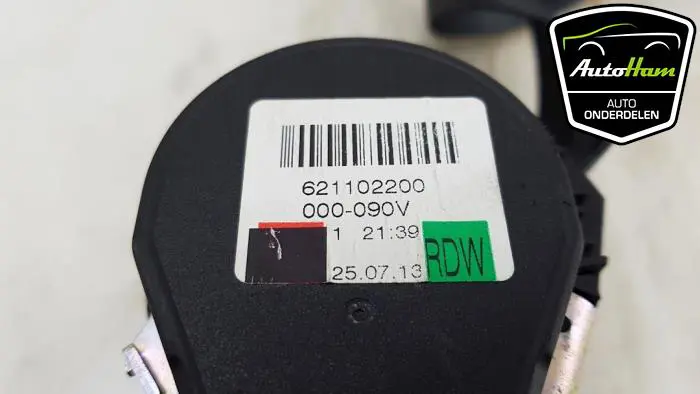 AutoHam
AUTO
ONDERDELEN
621102200
000-090V
1 21:39
25.07.13
RDW